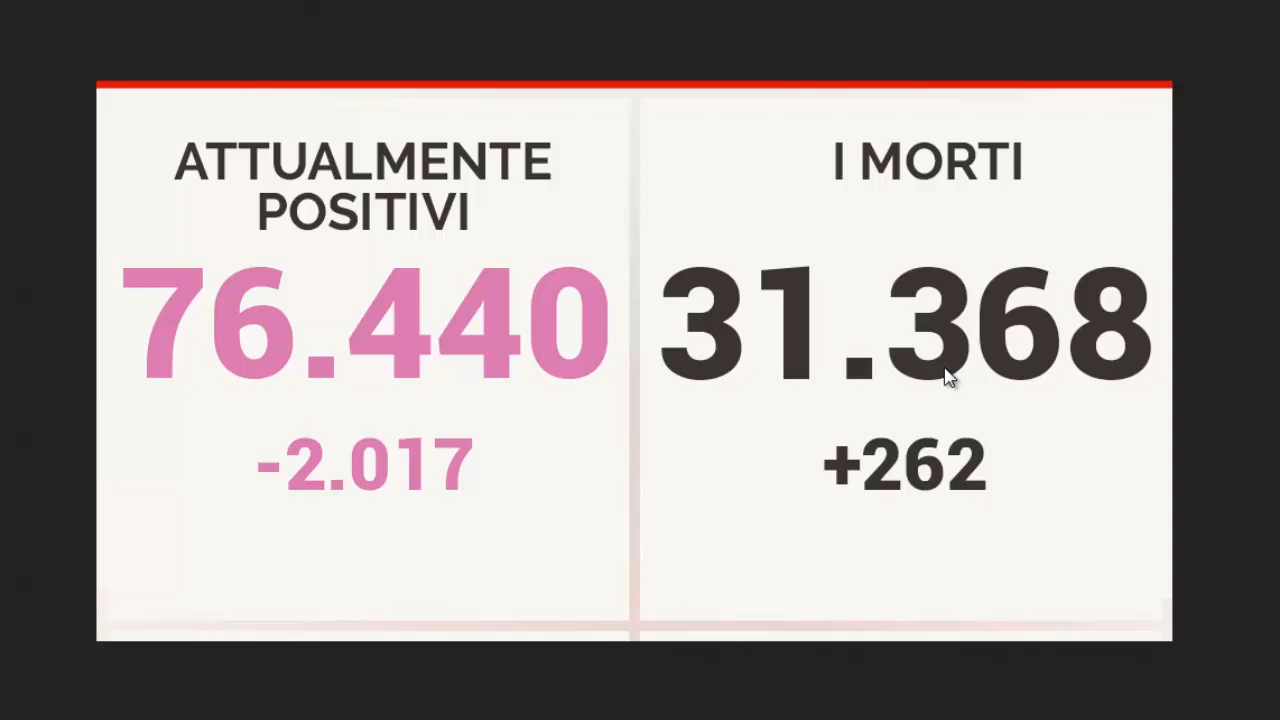 ATTUALMENTE
POSITIVI
76.440
-2.017
I MORTI
31.368
+262